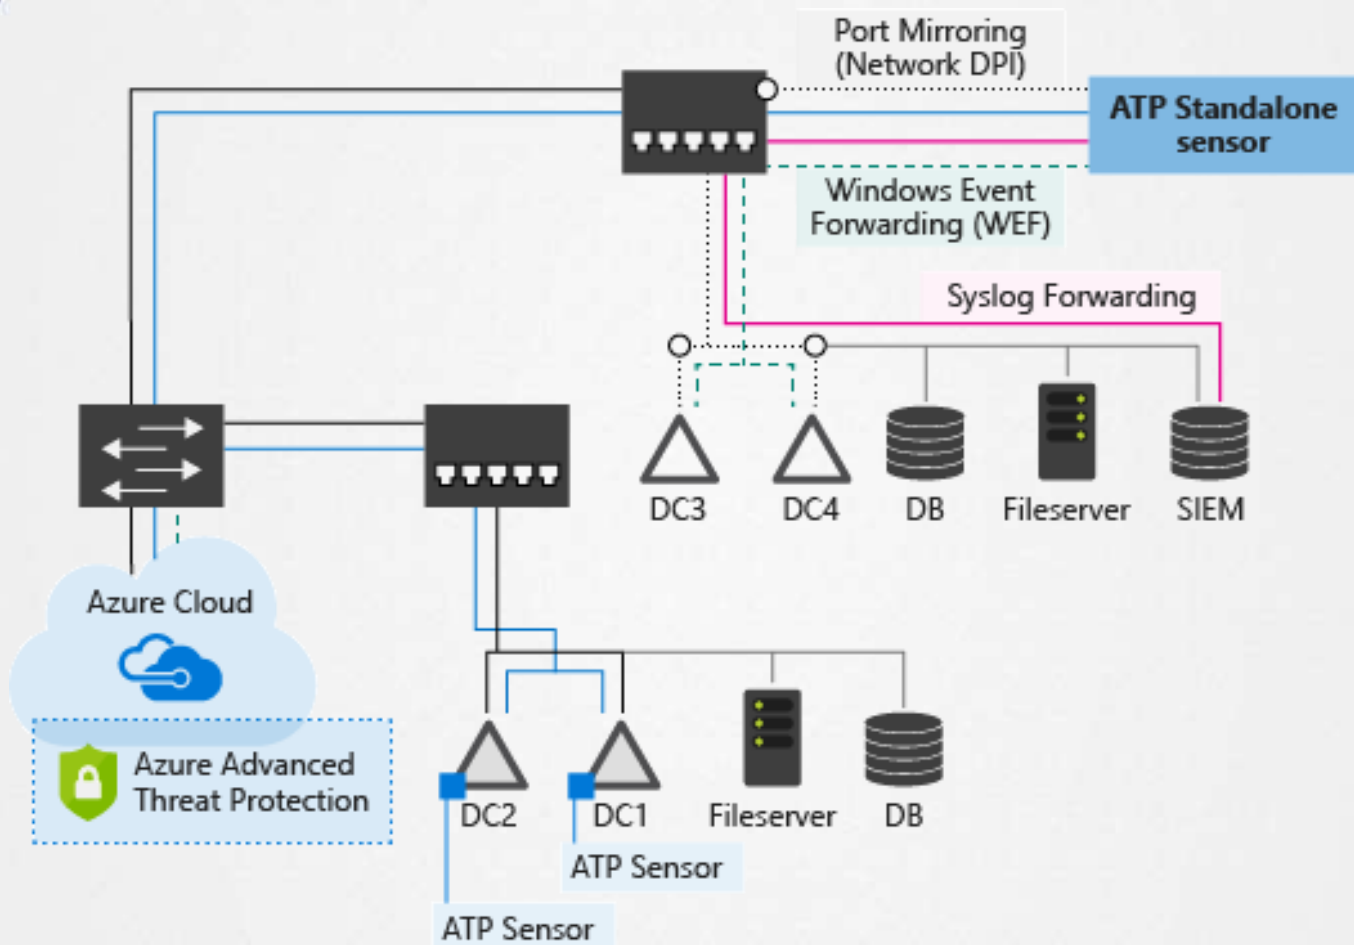 Port Mirroring
(Network DPI)
ATP Standalone
sensor
Windows Event
Forwarding (WEF)
Syslog Forwarding
DC3
DC4
DB
Fileserver
SIEM
Azure Cloud
Azure Advanced
Threat Protection
DC2
DC1
Fileserver
DB
ATP Sensor
ATP Sensor